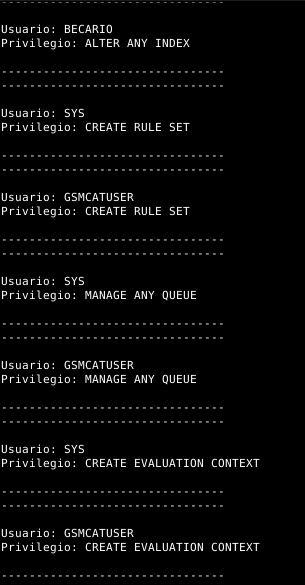 --------------------------------
Usuario: BECARIO
Privilegio: ALTER ANY INDEX
--------------------------------
--------------------------------
Usuario: SYS
Privilegio: CREATE RULE SET
--------------------------------
--------------------------------
Usuario: GSMCATUSER
Privilegio: CREATE RULE SET
--------------------------------
--------------------------------
Usuario: SYS
Privilegio: MANAGE ANY QUEUE
--------------------------------
--------------------------------
Usuario: GSMCATUSER
Privilegio: MANAGE ANY QUEUE
--------------------------------
--------------------------------
Usuario: SYS
Privilegio: CREATE EVALUATION CONTEXT
--------------------------------
--------------------------------
Usuario: GSMCATUSER
Privilegio: CREATE EVALUATION CONTEXT
--------------------------------